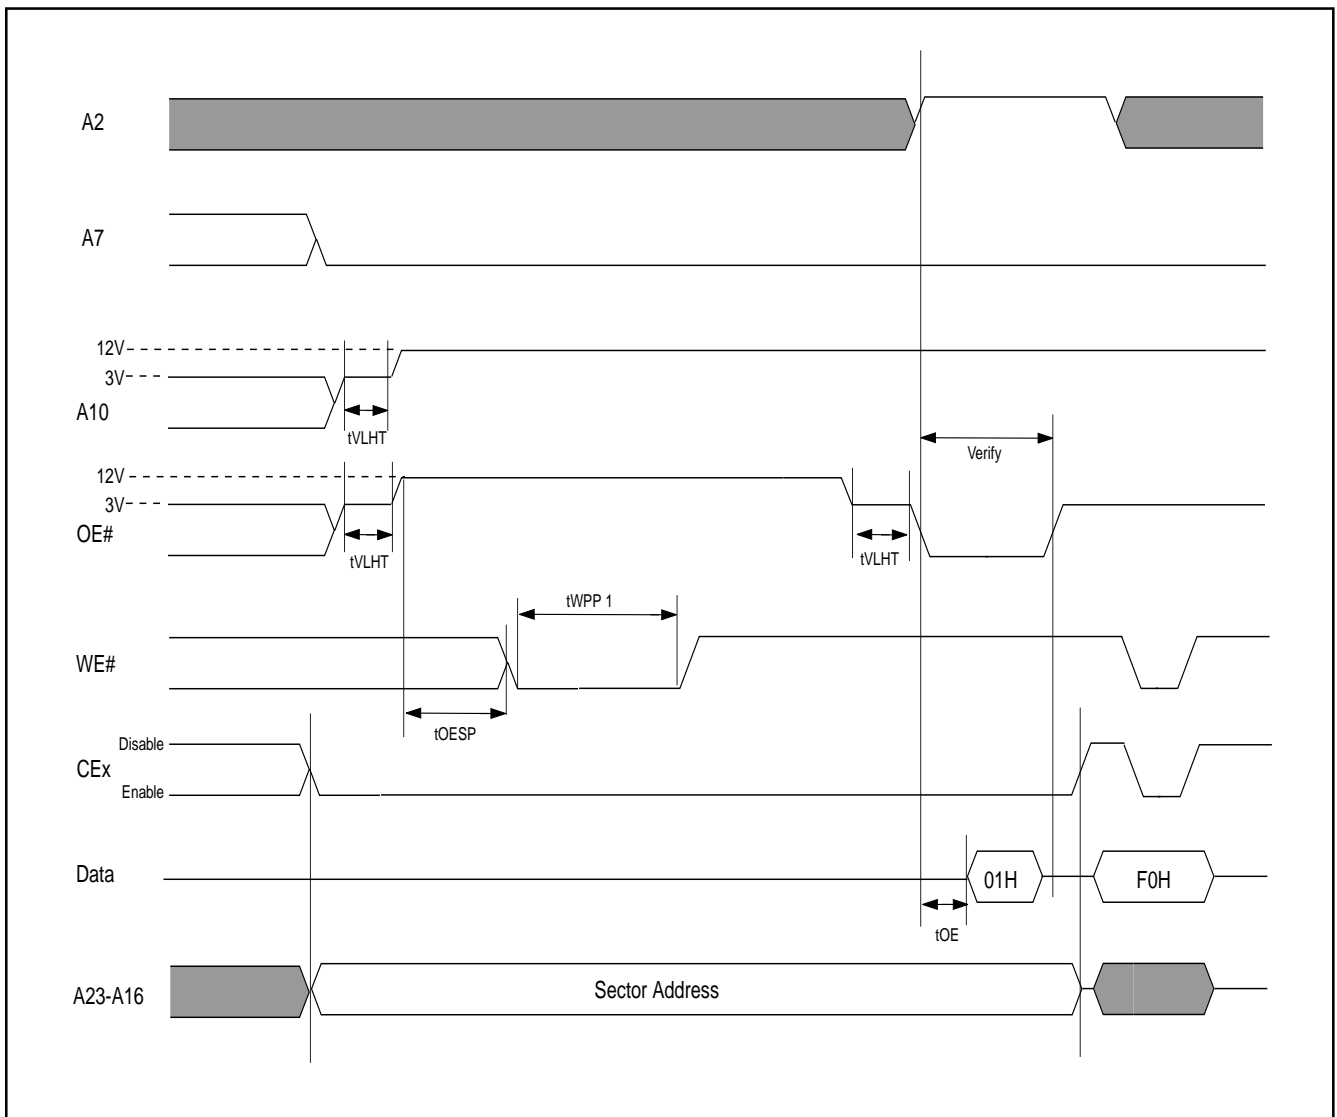 A2
A7
12V
3V
A10
tVLHT
Verify
12V
3V
OE#
tVLHT
tVLHT
tWPP 1
WE#
tOESP
Disable
CEx
Enable
Data
01H
F0H
tOE
A23-A16
Sector Address